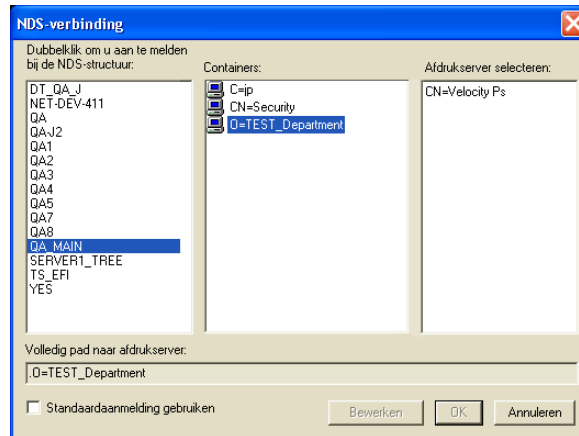 NDS-verbinding
Dubbelklik om u aan te melden
bij de NDS-structuur:
DT_QA_J
NET-DEV-411
QA
QA-J2
QA1
QA2
QA3
QA4
QA5
QA7
QA8
QA_MAIN
SERVER1_TREE
TS_EFI
YES
Containers:
C=jp
CN=Security
O=TEST_Department
Afdrukserver selecteren:
CN=Velocity Ps
Volledig pad naar afdrukserver:
.O=TEST_Department
Standaardaanmelding gebruiken
Bewerken
OK
Annuleren